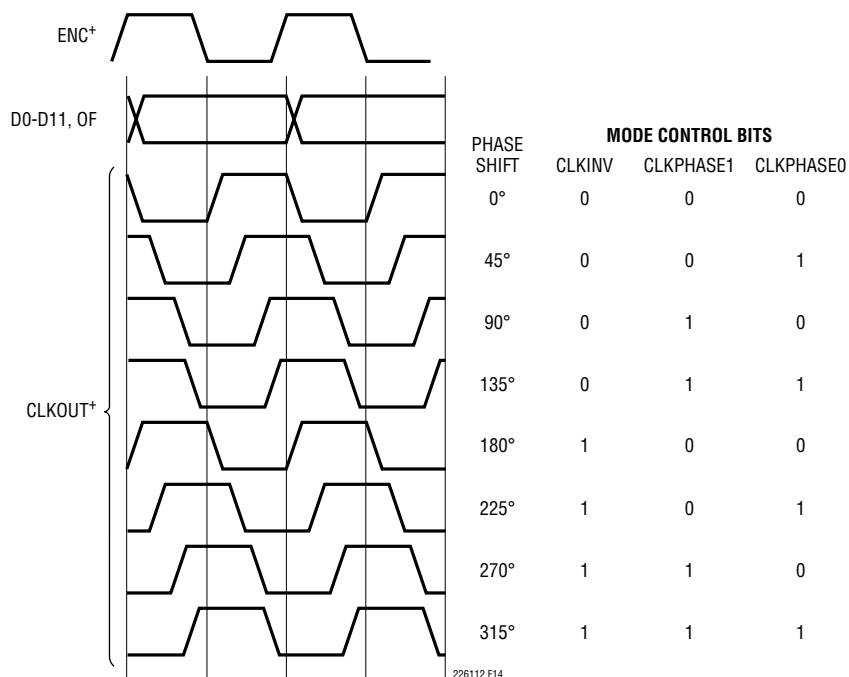 ENC+
D0-D11, OF
CLKOUT+
MODE CONTROL BITS
PHASE SHIFT CLKINV CLKPHASE1 CLKPHASE0
0° 0 0 0
45° 0 0 1
90° 0 1 0
135° 0 1 1
180° 1 0 0
225° 1 0 1
270° 1 1 0
315° 1 1 1
226112 F14